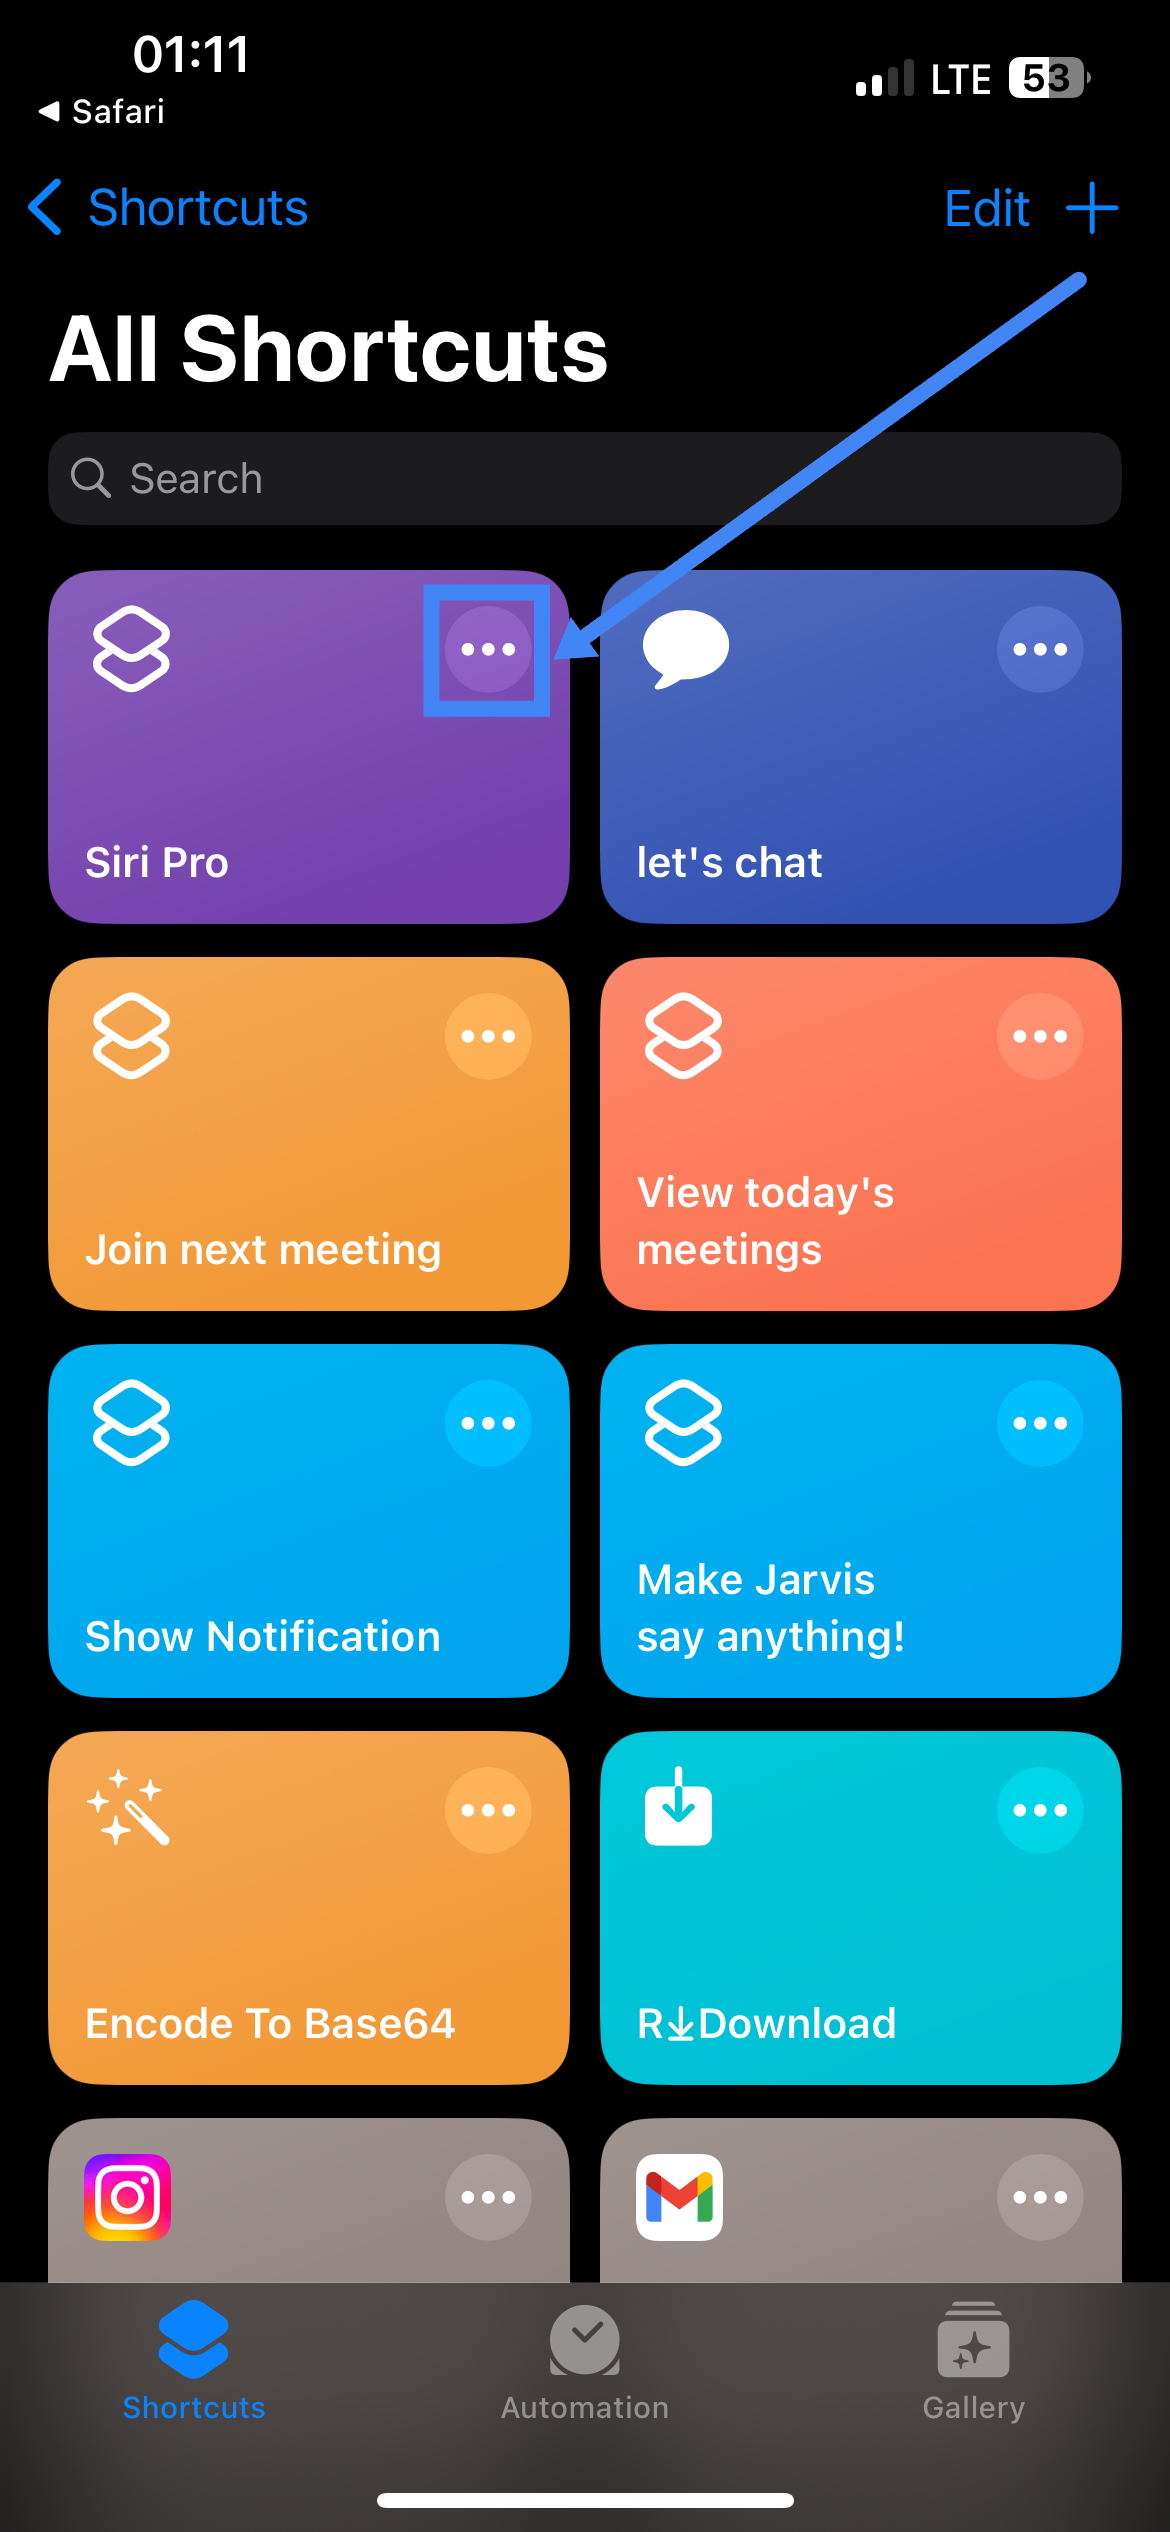 01:11
LTE 53
Safari
Shortcuts
Edit
All Shortcuts
Search
Siri Pro
let's chat
Join next meeting
View today's
meetings
Show Notification
Make Jarvis
say anything!
Encode To Base64
R↓Download
Shortcuts
Automation
Gallery